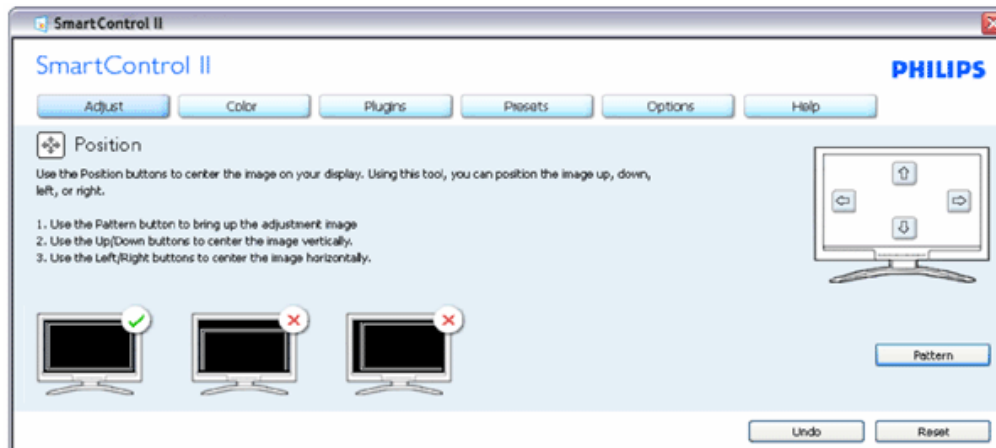 SmartControl II
SmartControl II
PHILIPS
Adjust Color Plugins Presets Options Help
Position
Use the Position buttons to center the image on your display. Using this tool, you can position the image up, down,
left, or right.
1. Use the Pattern button to bring up the adjustment image
2. Use the Up/Down buttons to center the image vertically.
3. Use the Left/Right buttons to center the image horizontally.
Pattern
Undo Reset